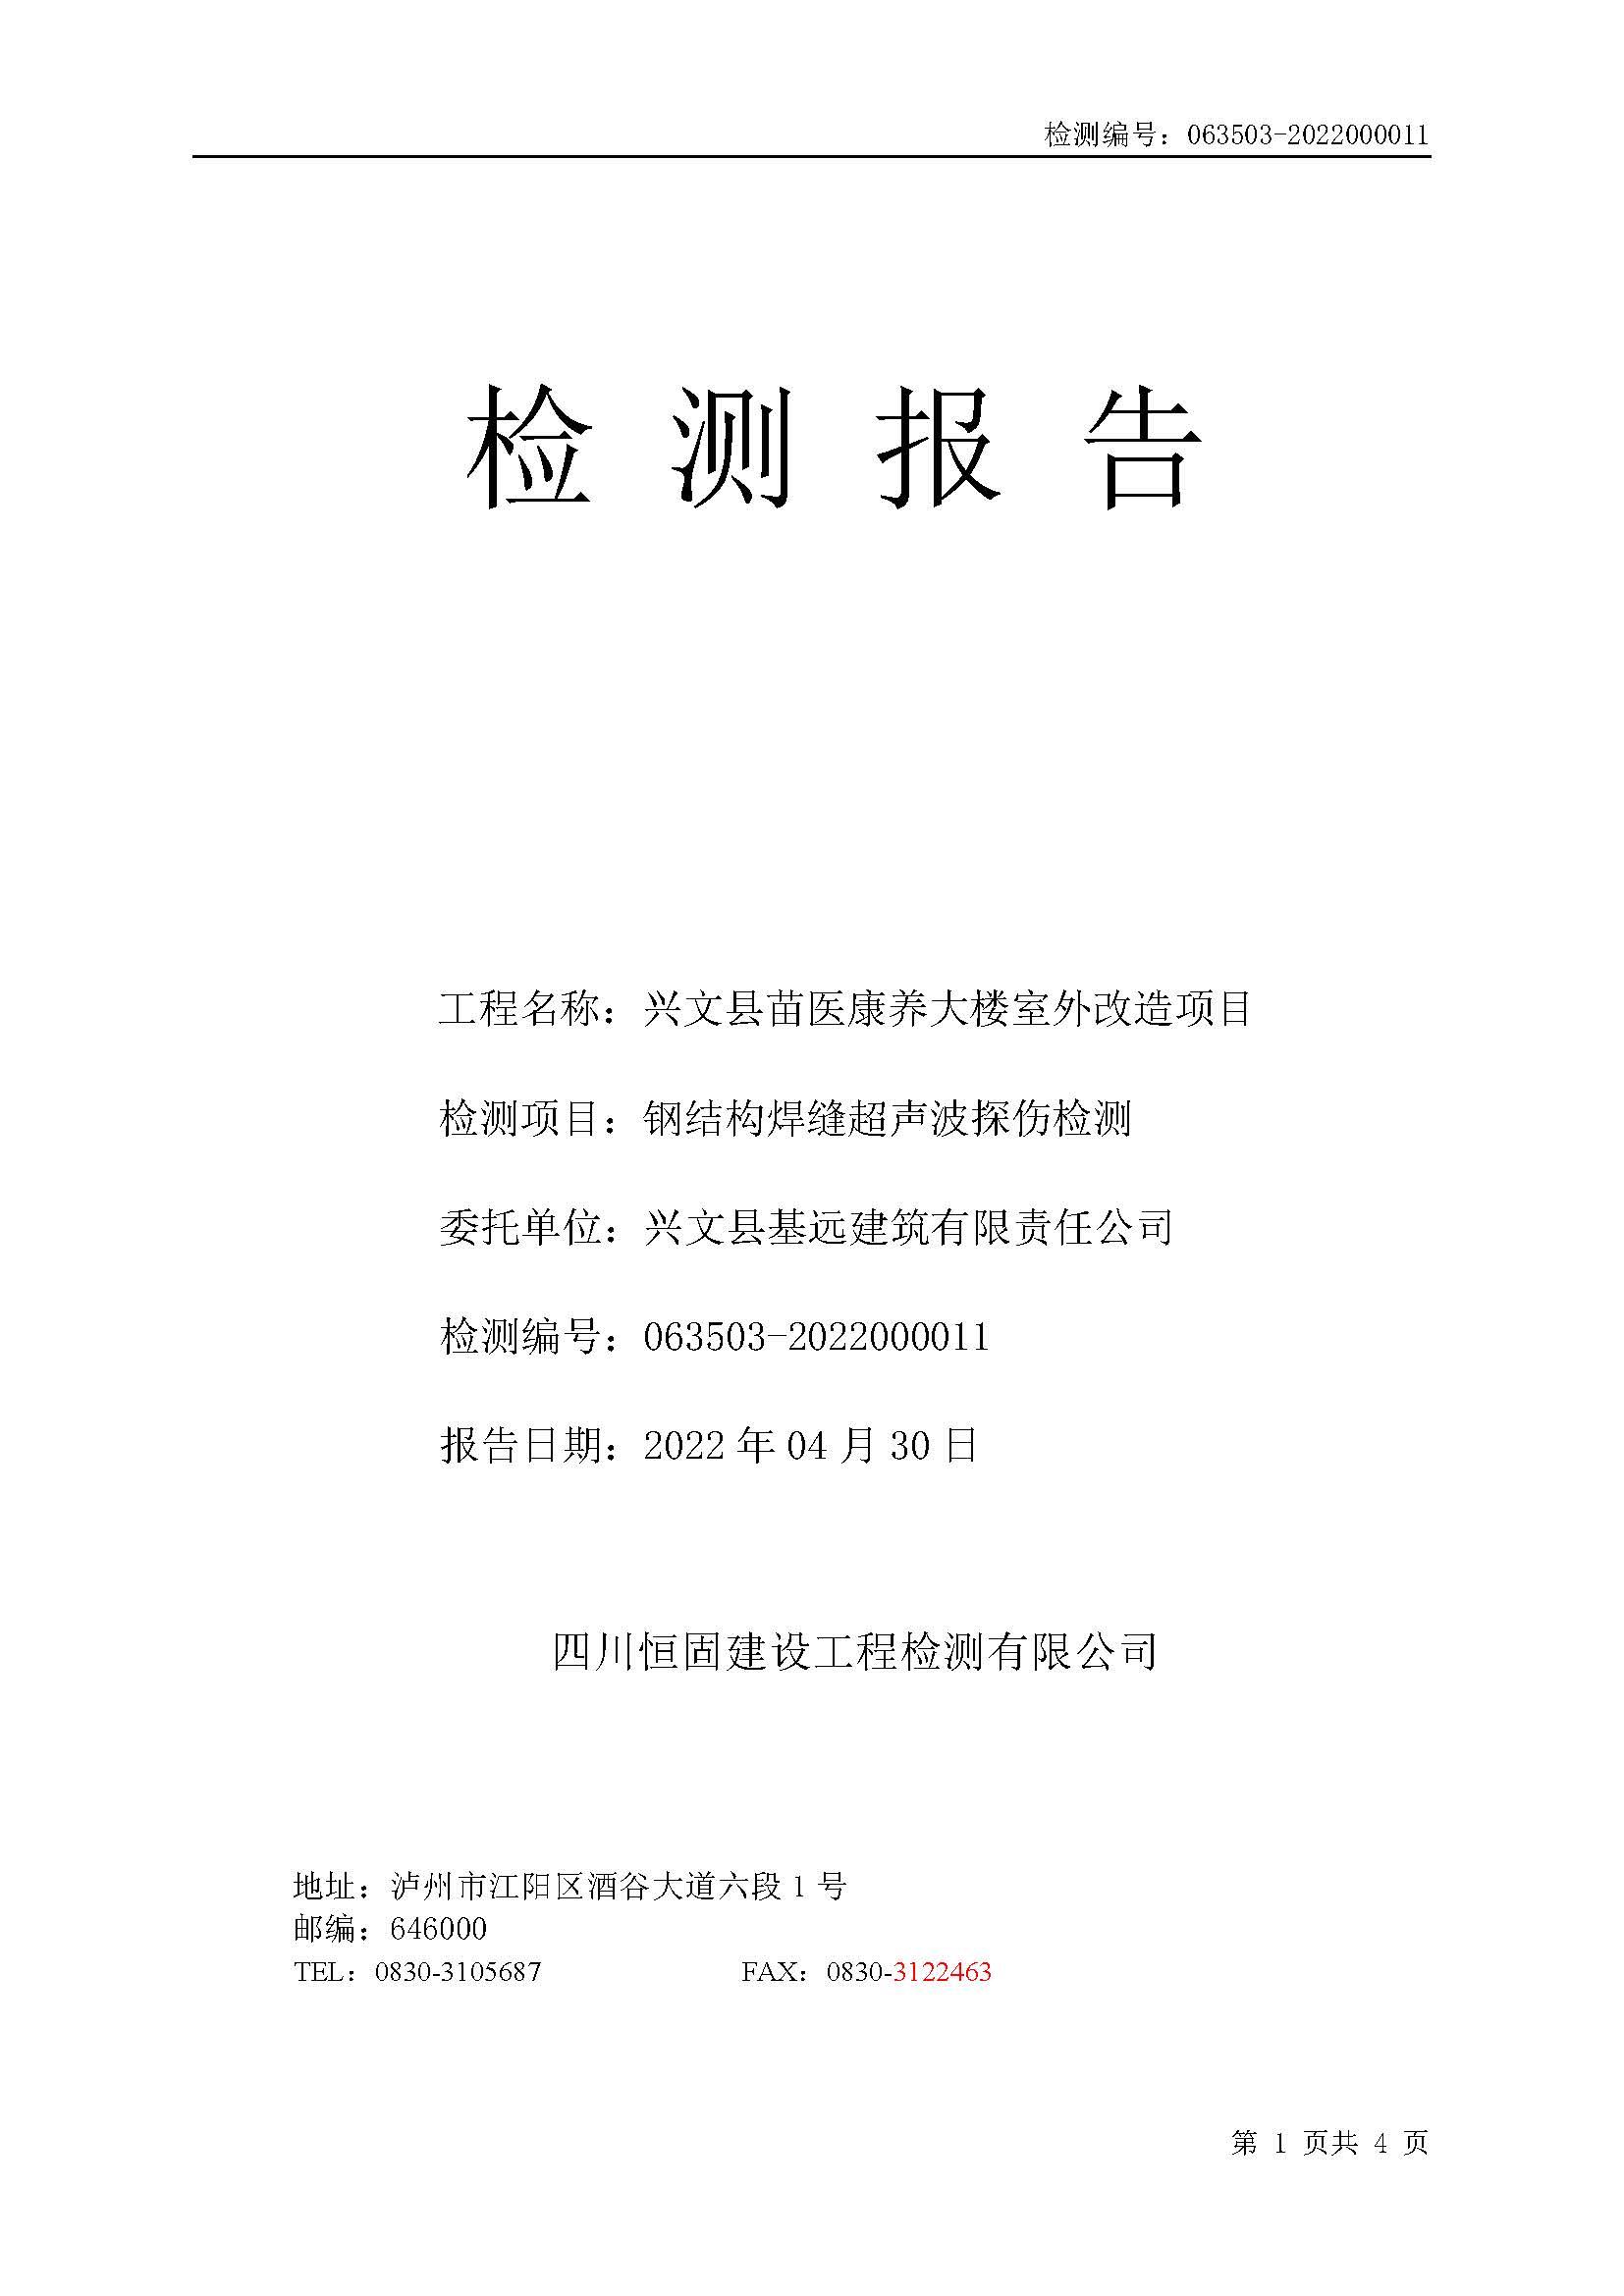 检测编号：063503-2022000011
检 测 报 告
工程名称：兴文县苗医康养大楼室外改造项目
检测项目：钢结构焊缝超声波探伤检测
委托单位：兴文县基远建筑有限责任公司
检测编号：063503-2022000011
报告日期：2022 年 04 月 30 日
四川恒固建设工程检测有限公司
地址：泸州市江阳区酒谷大道六段 1 号
邮编：646000
TEL：0830-3105687 FAX：0830-3122463
第 1 页共 4 页